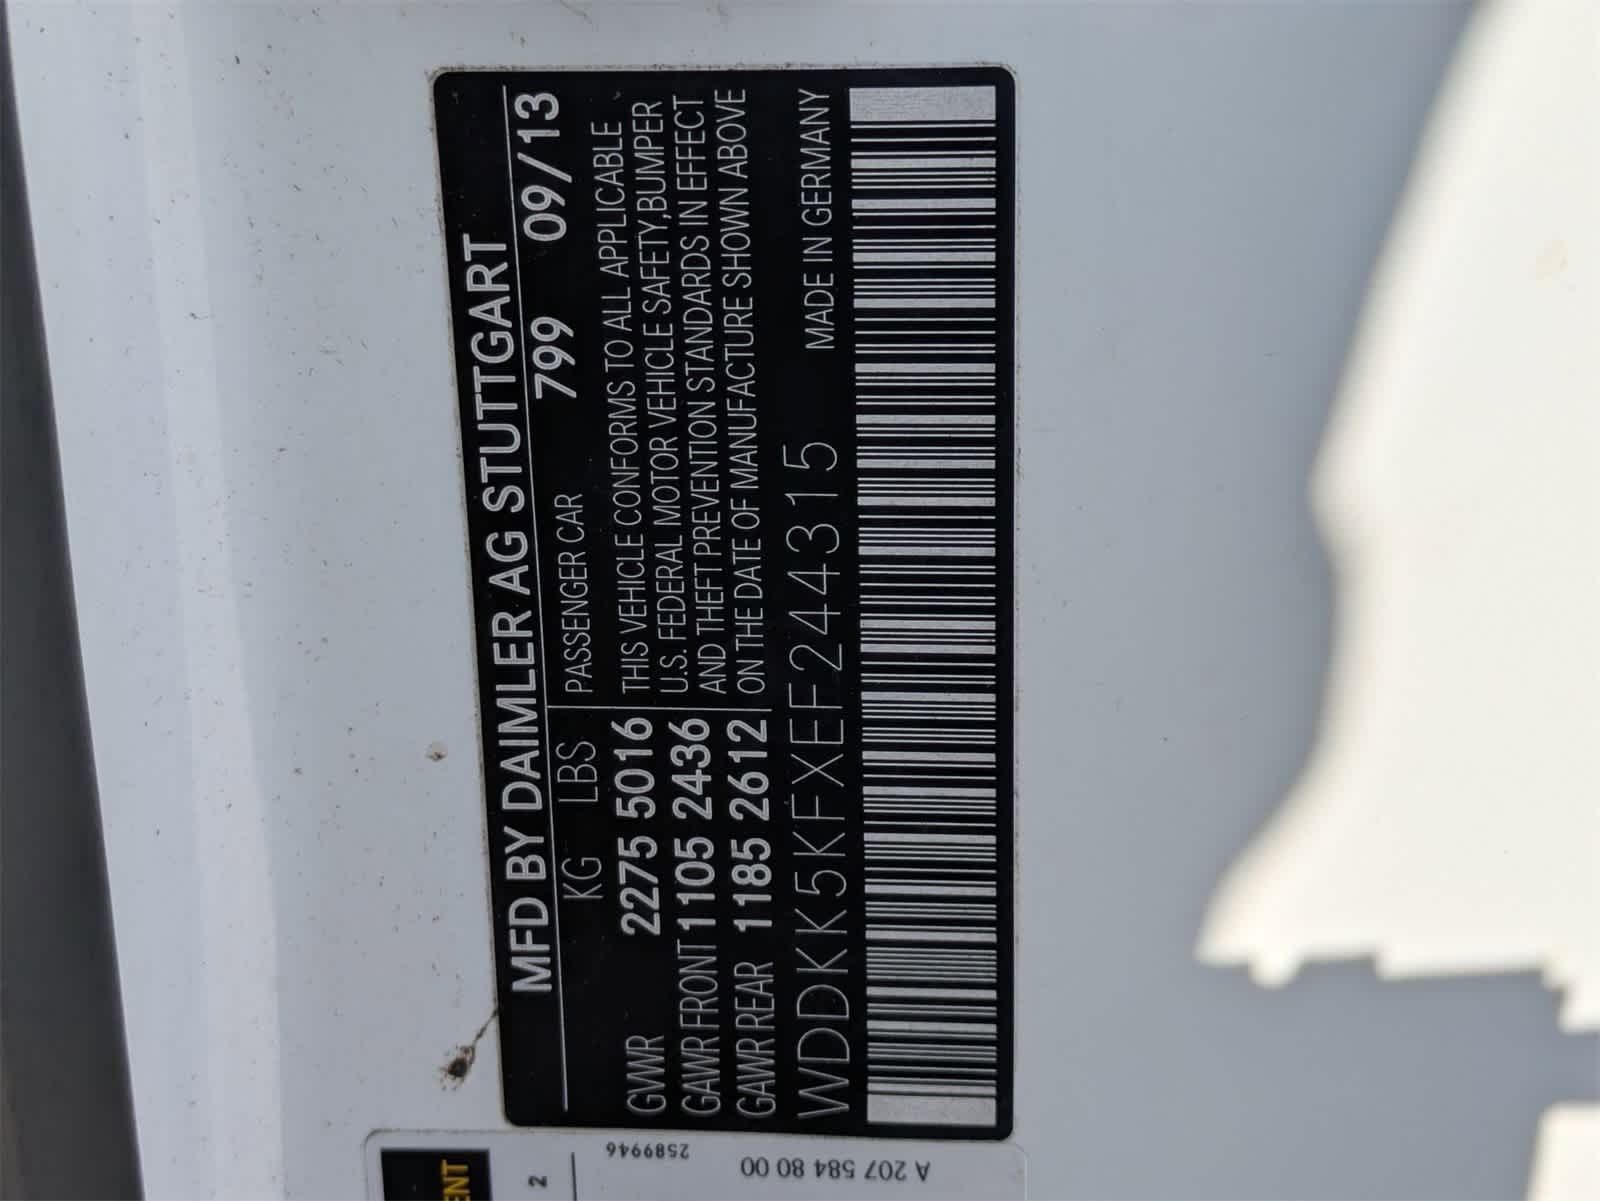 MFD BY DAIMLER AG STUTTGART
KG LBS PASSENGER CAR 799 09/13
GVWR 2275 5016
GAWR FRONT 1105 2436
GAWR REAR 1185 2612
THIS VEHICLE CONFORMS TO ALL APPLICABLE
U.S. FEDERAL MOTOR VEHICLE SAFETY,BUMPER
AND THEFT PREVENTION STANDARDS IN EFFECT
ON THE DATE OF MANUFACTURE SHOWN ABOVE
WDDKK5KFXEF244315 MADE IN GERMANY
2589946
A 207 584 80 00
2